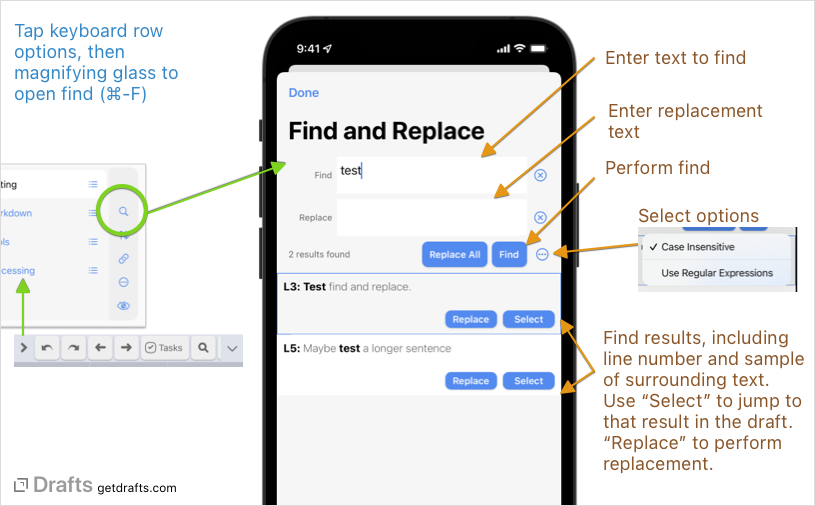 Tap keyboard row
options, then
magnifying glass to
open find (⌘-F)
9:41
Done
Find and Replace
Find test
Replace
2 results found Replace All Find
L3: Test find and replace.
Replace Select
L5: Maybe test a longer sentence
Replace Select
Enter text to find
Enter replacement
text
Perform find
Select options
✓ Case Insensitive
Use Regular Expressions
Find results, including
line number and sample
of surrounding text.
Use “Select” to jump to
that result in the draft.
“Replace” to perform
replacement.
ting
rkdown
ols
cessing
Tasks
Drafts getdrafts.com